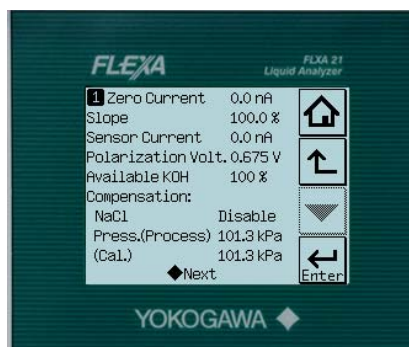 FLEXA
FLXA 21
Liquid Analyzer
1 Zero Current 0.0 nA
Slope 100.0 %
Sensor Current 0.0 nA
Polarization Volt. 0.675 V
Available KOH 100 %
Compensation:
NaCl Disable
Press.(Process) 101.3 kPa
(Cal.) 101.3 kPa
◆Next
Enter
YOKOGAWA ◆